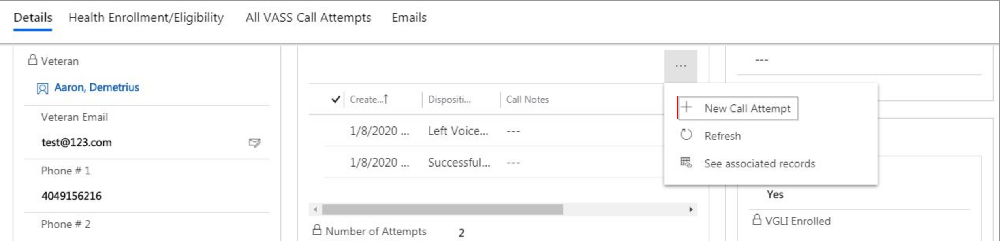 Details Health Enrollment/Eligibility All VASS Call Attempts Emails
Veteran
Aaron, Demetrius
Veteran Email
test@123.com
Phone # 1
4049156216
Phone # 2
...
Create...↑ Dispositi... Call Notes
1/8/2020 ... Left Voice... ---
1/8/2020 ... Successful... ---
Number of Attempts 2
New Call Attempt
Refresh
See associated records
---
Yes
VGLI Enrolled